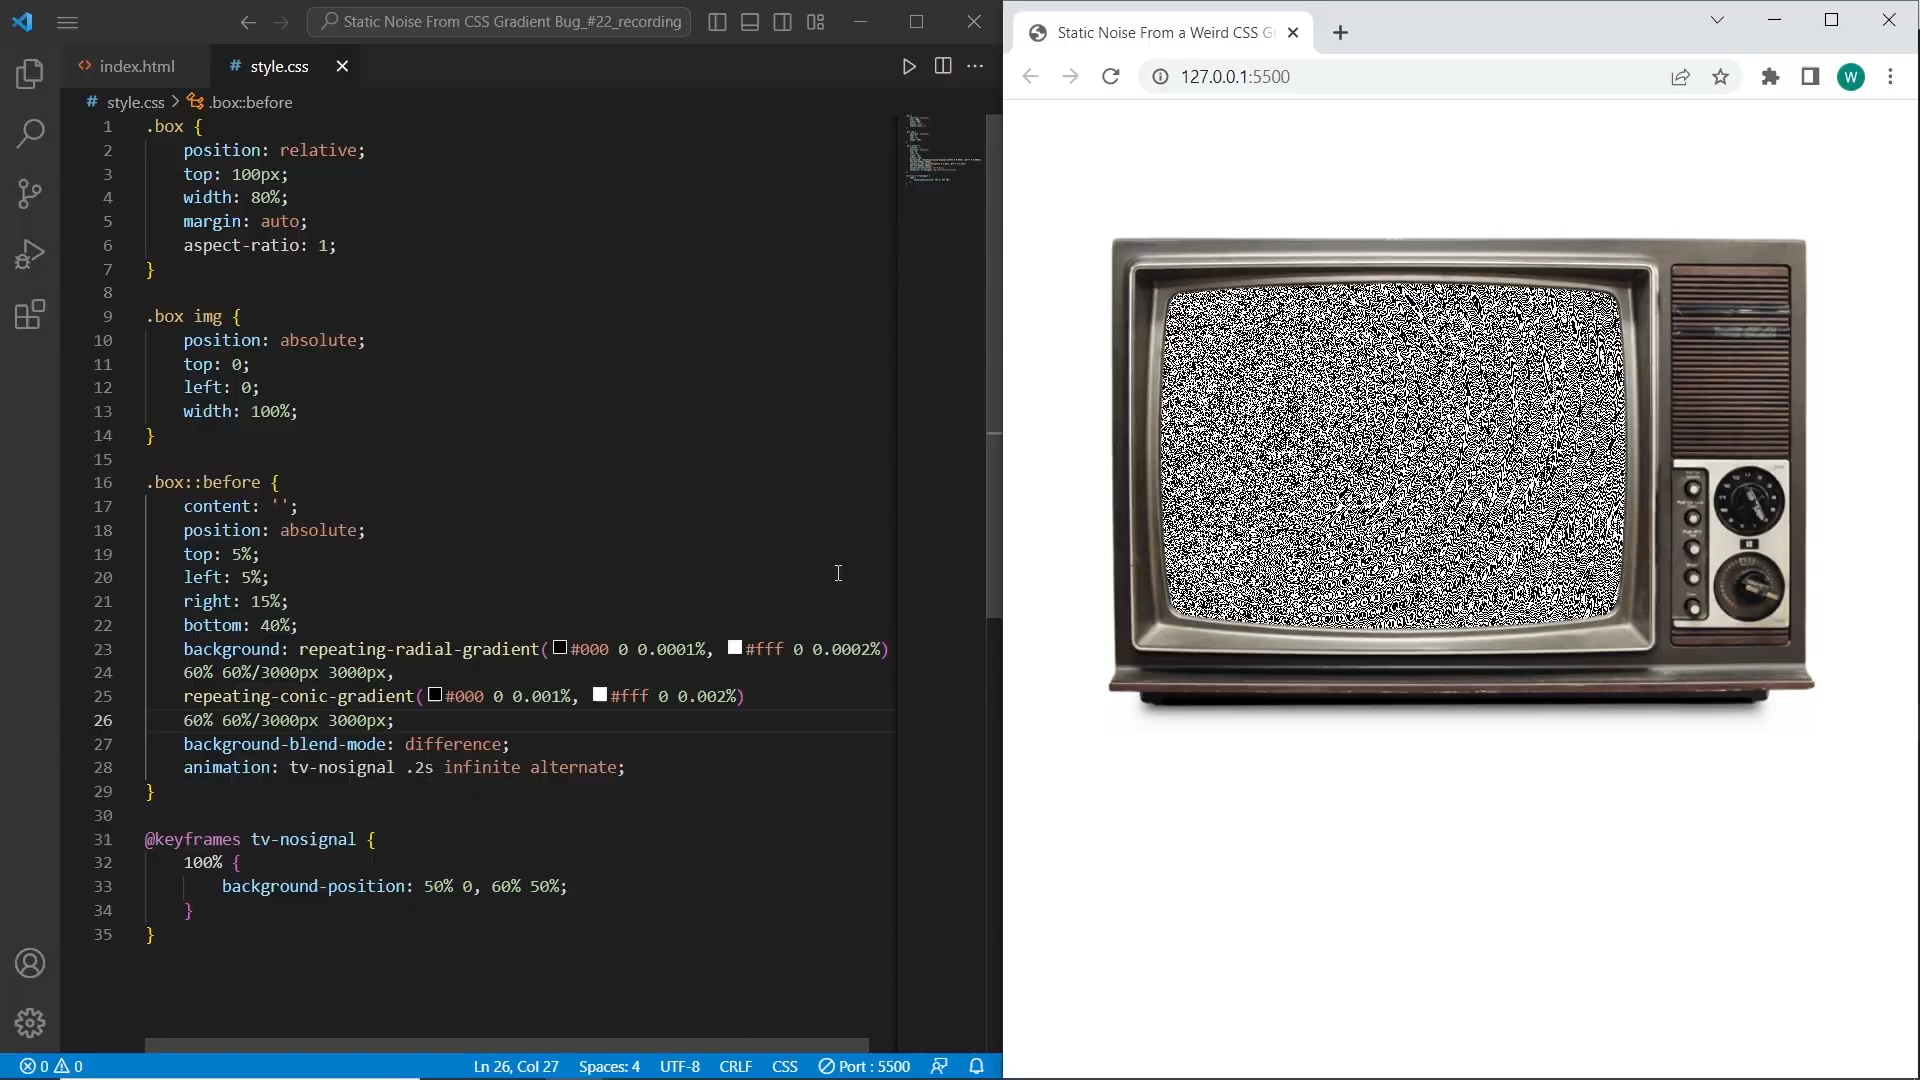 Static Noise From CSS Gradient Bug_#22_recording
index.html
style.css
style.css > .box::before
1 .box {
2 position: relative;
3 top: 100px;
4 width: 80%;
5 margin: auto;
6 aspect-ratio: 1;
7 }
8
9 .box img {
10 position: absolute;
11 top: 0;
12 left: 0;
13 width: 100%;
14 }
15
16 .box::before {
17 content: '';
18 position: absolute;
19 top: 5%;
20 left: 5%;
21 right: 15%;
22 bottom: 40%;
23 background: repeating-radial-gradient(#000 0 0.0001%, #fff 0 0.0002%)
24 60% 60%/3000px 3000px,
25 repeating-conic-gradient(#000 0 0.001%, #fff 0 0.002%)
26 60% 60%/3000px 3000px;
27 background-blend-mode: difference;
28 animation: tv-nosignal .2s infinite alternate;
29 }
30
31 @keyframes tv-nosignal {
32 100% {
33 background-position: 50% 0, 60% 50%;
34 }
35 }
0 0
Ln 26, Col 27
Spaces: 4
UTF-8
CRLF
CSS
Port : 5500
Static Noise From a Weird CSS G
127.0.0.1:5500
W